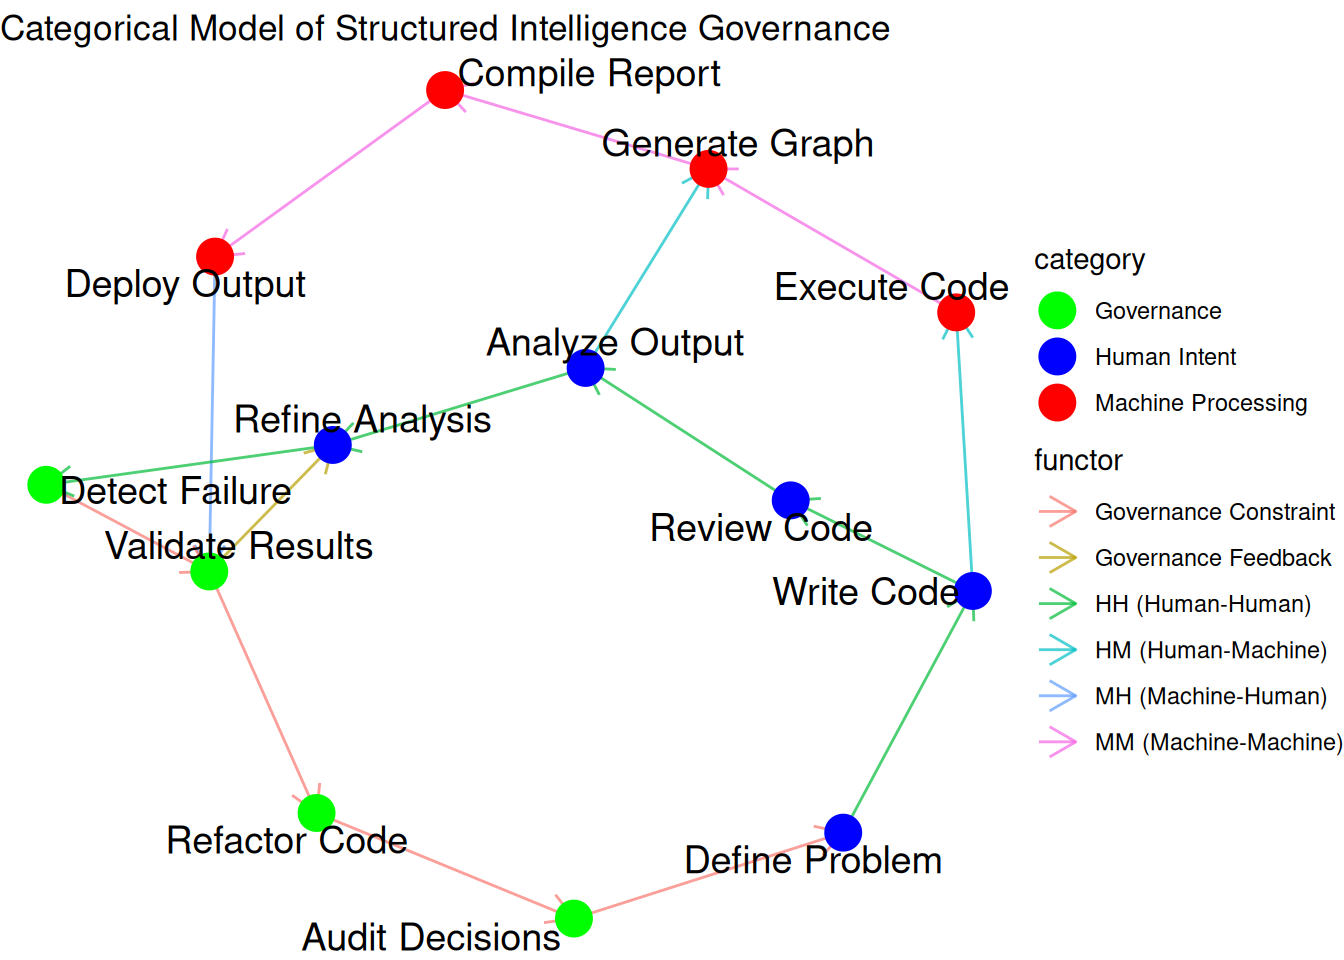 Categorical Model of Structured Intelligence Governance
Compile Report
Generate Graph
Deploy Output
Execute Code
Analyze Output
Refine Analysis
Detect Failure
Validate Results
Review Code
Write Code
Refactor Code
Define Problem
Audit Decisions
category
Governance
Human Intent
Machine Processing
functor
Governance Constraint
Governance Feedback
HH (Human-Human)
HM (Human-Machine)
MH (Machine-Human)
MM (Machine-Machine)